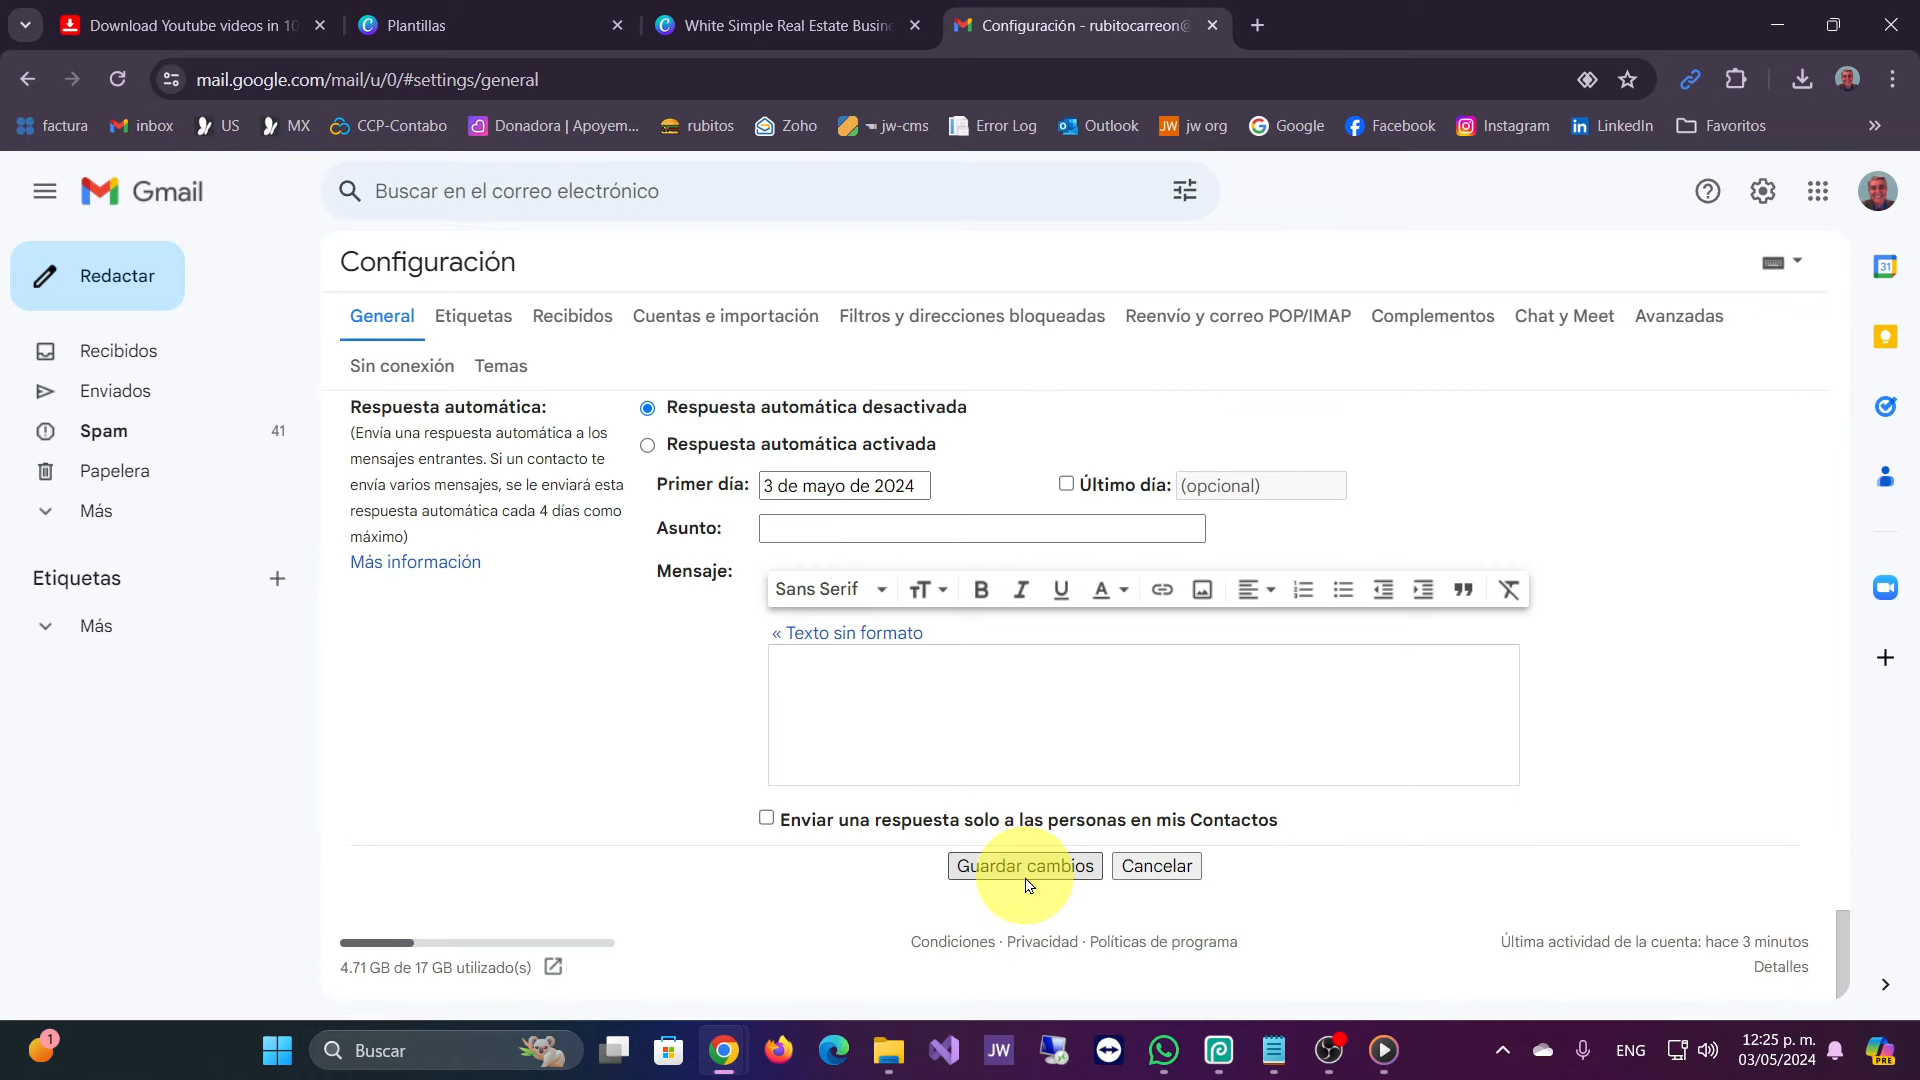 Download Youtube videos in 10
Plantillas
White Simple Real Estate Busine
Configuración - rubitocarreon@
mail.google.com/mail/u/0/#settings/general
factura
inbox
US
MX
CCP-Contabo
Donadora | Apoyem...
rubitos
Zoho
jw-cms
Error Log
Outlook
JW
jw org
Google
Facebook
Instagram
LinkedIn
Favoritos
»
Gmail
Buscar en el correo electrónico
Redactar
Configuración
31
General
Etiquetas
Recibidos
Cuentas e importación
Filtros y direcciones bloqueadas
Reenvío y correo POP/IMAP
Complementos
Chat y Meet
Avanzadas
Sin conexión
Temas
Recibidos
Enviados
Spam
41
Papelera
Más
Etiquetas
Más
Respuesta automática:
(Envía una respuesta automática a los
mensajes entrantes. Si un contacto te
envía varios mensajes, se le enviará esta
respuesta automática cada 4 días como
máximo)
Más información
Respuesta automática desactivada
Respuesta automática activada
Primer día:
3 de mayo de 2024
Último día:
(opcional)
Asunto:
Mensaje:
Sans Serif
« Texto sin formato
Enviar una respuesta solo a las personas en mis Contactos
Guardar cambios
Cancelar
4.71 GB de 17 GB utilizado(s)
Condiciones · Privacidad · Políticas de programa
Última actividad de la cuenta: hace 3 minutos
Detalles
1
Buscar
JW
ENG
12:25 p. m.
03/05/2024
PRE